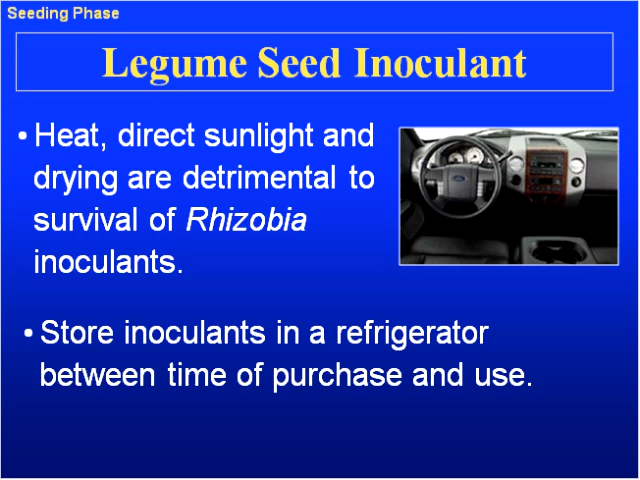 Seeding Phase
Legume Seed Inoculant
• Heat, direct sunlight and
drying are detrimental to
survival of Rhizobia
inoculants.
• Store inoculants in a refrigerator
between time of purchase and use.